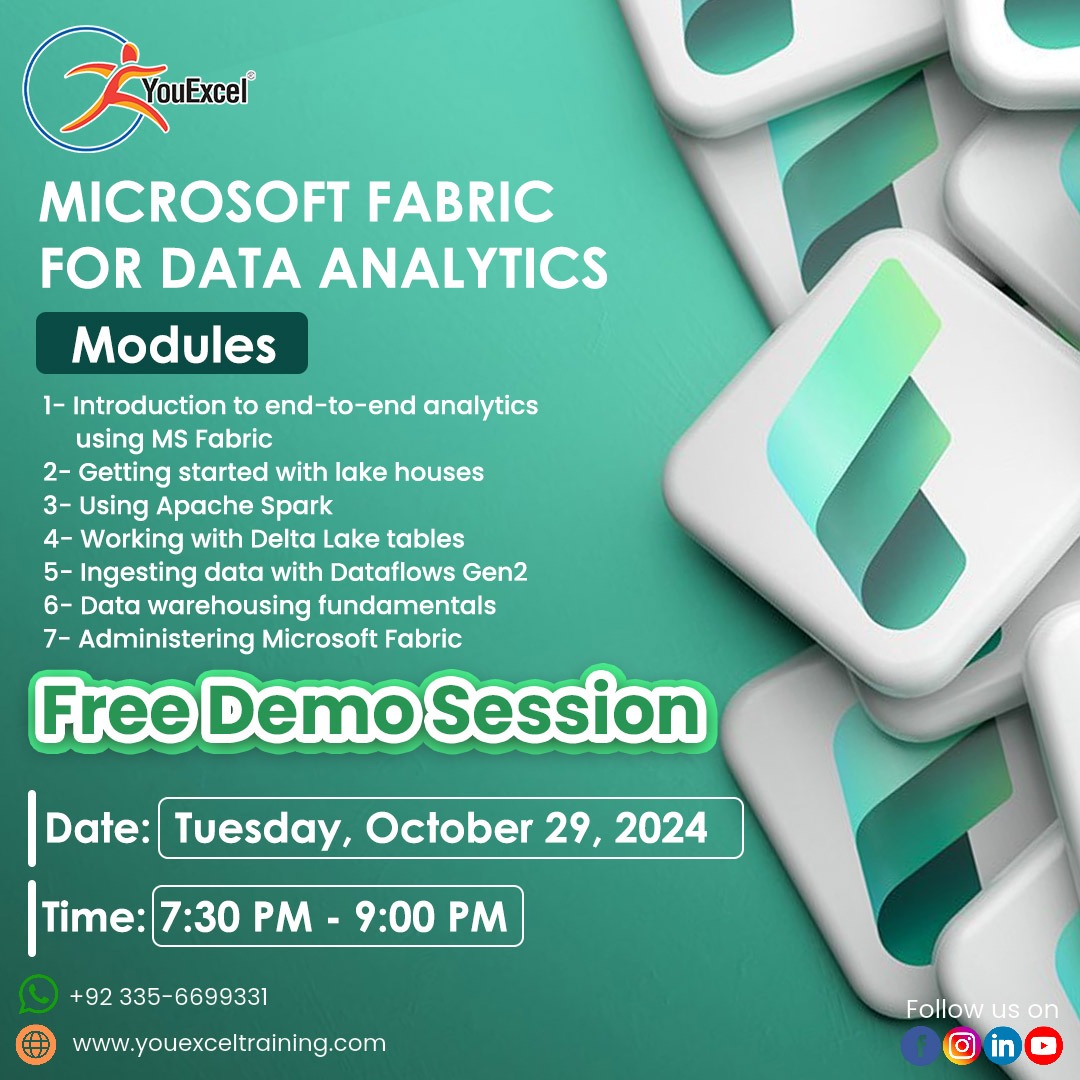 YouExcel®
MICROSOFT FABRIC
FOR DATA ANALYTICS
Modules
1- Introduction to end-to-end analytics
using MS Fabric
2- Getting started with lake houses
3- Using Apache Spark
4- Working with Delta Lake tables
5- Ingesting data with Dataflows Gen2
6- Data warehousing fundamentals
7- Administering Microsoft Fabric
Free Demo Session
Date: Tuesday, October 29, 2024
Time: 7:30 PM - 9:00 PM
+92 335-6699331
www.youexceltraining.com
Follow us on